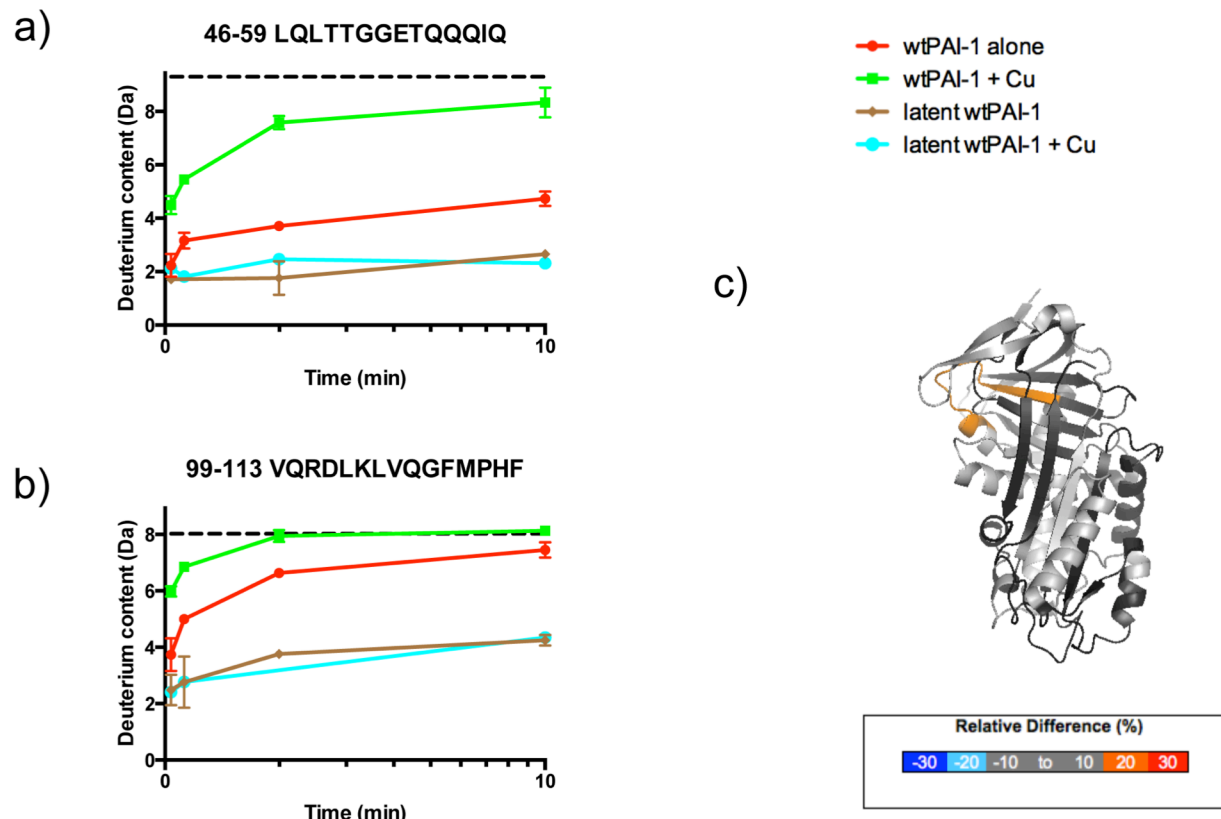 a)
46-59 LQLTTGGETQQQIQ
Deuterium content (Da)
8
6
4
2
0
0
10
Time (min)
b)
99-113 VQRDLKLVQGFMPHF
Deuterium content (Da)
8
6
4
2
0
0
10
Time (min)
wtPAI-1 alone
wtPAI-1 + Cu
latent wtPAI-1
latent wtPAI-1 + Cu
c)
Relative Difference (%)
-30 -20 -10 to 10 20 30